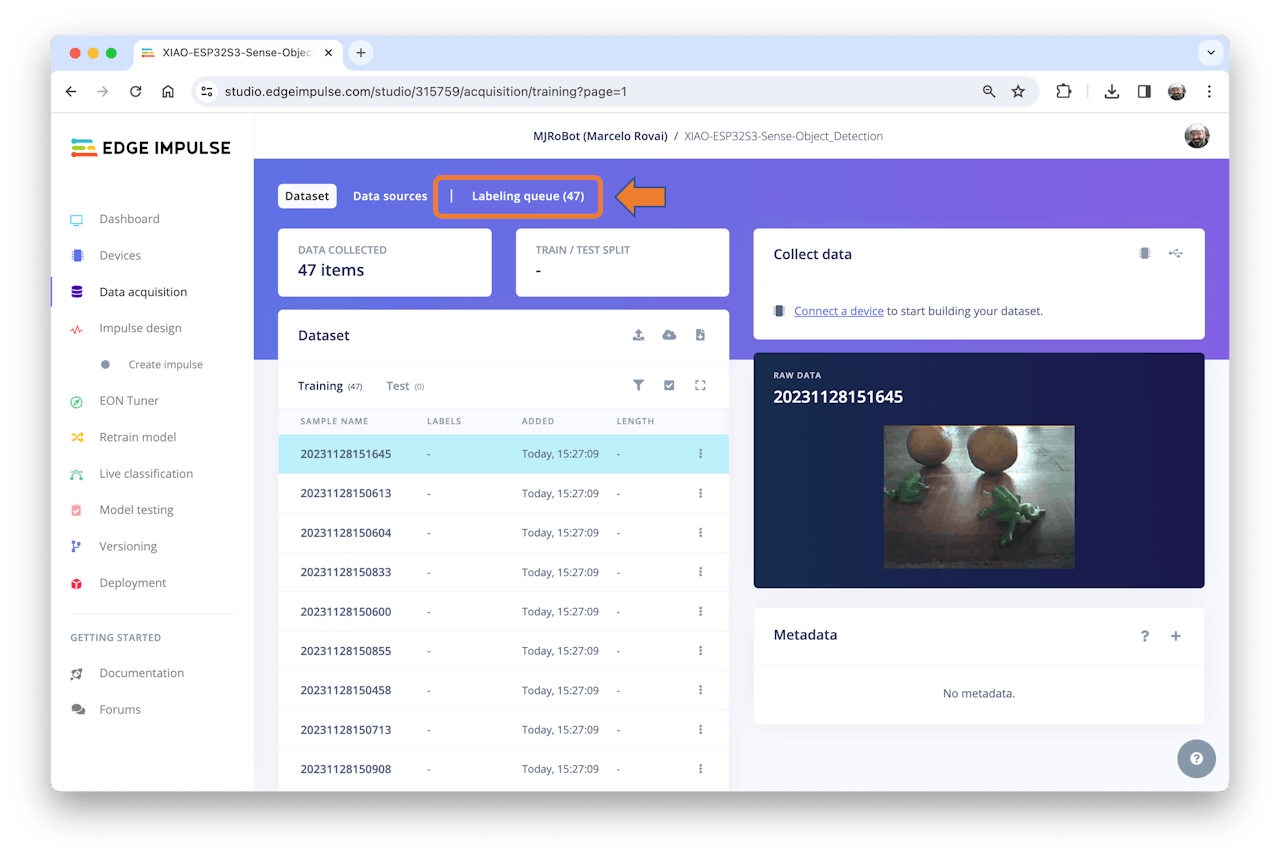 XIAO-ESP32S3-Sense-Objec
studio.edgeimpulse.com/studio/315759/acquisition/training?page=1
EDGE IMPULSE
MJRoBot (Marcelo Rovai) / XIAO-ESP32S3-Sense-Object_Detection
Dashboard
Devices
Data acquisition
Impulse design
Create impulse
EON Tuner
Retrain model
Live classification
Model testing
Versioning
Deployment
GETTING STARTED
Documentation
Forums
Dataset Data sources | Labeling queue (47)
DATA COLLECTED
47 items
TRAIN / TEST SPLIT
-
Dataset
Training (47) Test (0)
SAMPLE NAME LABELS ADDED LENGTH
20231128151645 - Today, 15:27:09 -
20231128150613 - Today, 15:27:09 -
20231128150604 - Today, 15:27:09 -
20231128150833 - Today, 15:27:09 -
20231128150600 - Today, 15:27:09 -
20231128150855 - Today, 15:27:09 -
20231128150458 - Today, 15:27:09 -
20231128150713 - Today, 15:27:09 -
20231128150908 - Today, 15:27:09 -
Collect data
Connect a device to start building your dataset.
RAW DATA
20231128151645
Metadata
? +
No metadata.
?